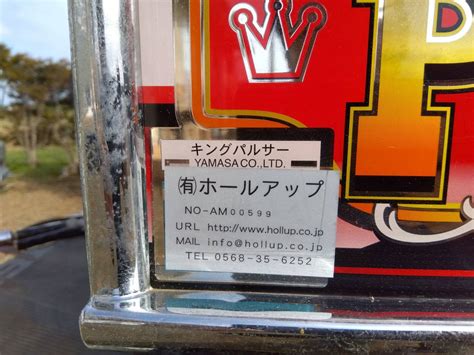 キングパルサー
YAMASA CO.,LTD.
㈲ホールアップ
NO-AM00599
URL http://www.hollup.co.jp
MAIL info@hollup.co.jp
TEL 0568-35-6252